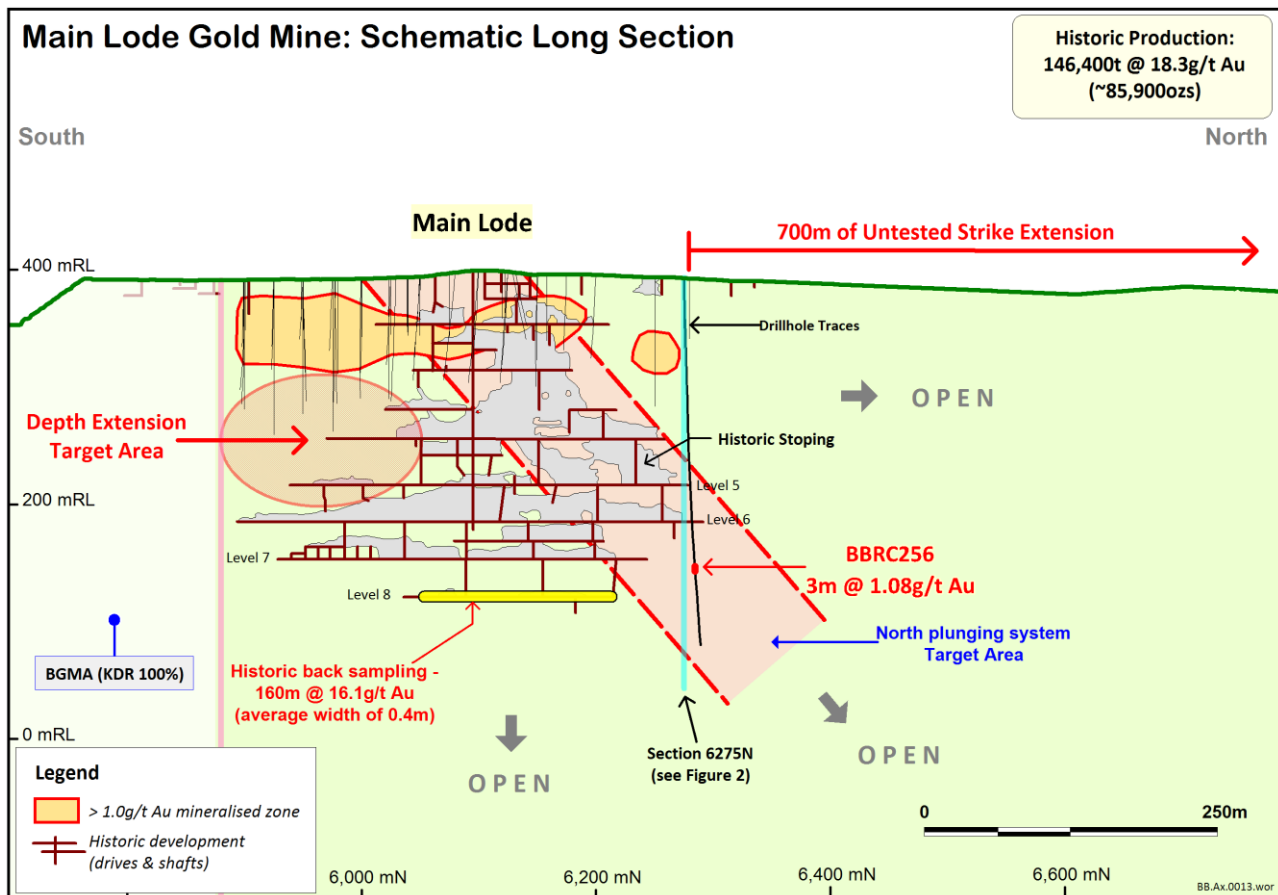 Main Lode Gold Mine: Schematic Long Section
Historic Production:
146,400t @ 18.3g/t Au
(~85,900ozs)
South
North
Main Lode
700m of Untested Strike Extension
400 mRL
Drillhole Traces
OPEN
Depth Extension
Target Area
Historic Stoping
Level 5
200 mRL
Level 6
Level 7
BBRC256
3m @ 1.08g/t Au
Level 8
North plunging system
Target Area
BGMA (KDR 100%)
Historic back sampling -
160m @ 16.1g/t Au
(average width of 0.4m)
0 mRL
Section 6275N
(see Figure 2)
OPEN
OPEN
Legend
> 1.0g/t Au mineralised zone
Historic development
(drives & shafts)
0
250m
6,000 mN
6,200 mN
6,400 mN
6,600 mN
BB.Ax.0013.wor